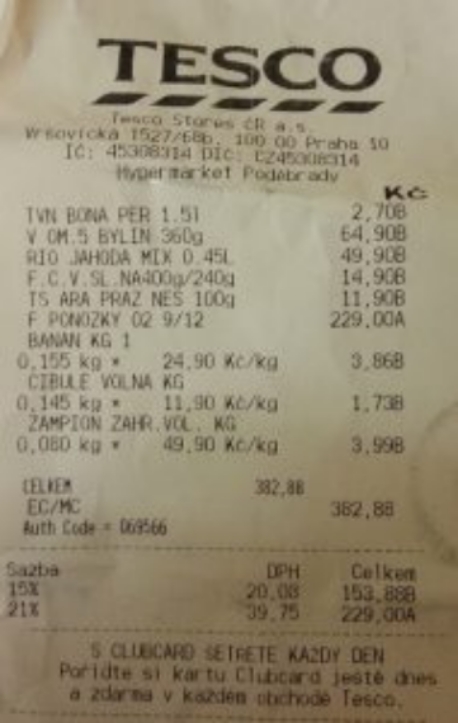 TESCO
Tesco Stores ČR a.s.
Vršovická 1527/68b, 100 00 Praha 10
IČ: 45308314 DIČ: CZ45308314
Hypermarket Poděbrady
Kč
TVN BONA PER 1.5l 2,70B
V OM.5 BYLIN 360g 64,90B
RIO JAHODA MIX 0.45L 49,90B
F.C.V.SL.NA400g/240g 14,90B
TS ARA PRAZ NES 100g 11,90B
F PONOZKY 02 9/12 229,00A
BANAN KG 1
0,155 kg * 24,90 Kč/kg 3,86B
CIBULE VOLNA KG
0,145 kg * 11,90 Kč/kg 1,73B
ZAMPION ZAHR.VOL. KG
0,080 kg * 49,90 Kč/kg 3,99B
CELKEM 382,88
EC/MC 382,88
Auth Code = 069566
Sazba DPH Celkem
15% 20,08 153,88B
21% 39,75 229,00A
S CLUBCARD ŠETŘÍTE KAŽDÝ DEN
Pořiďte si kartu Clubcard ještě dnes
a zdarma v každém obchodě Tesco.